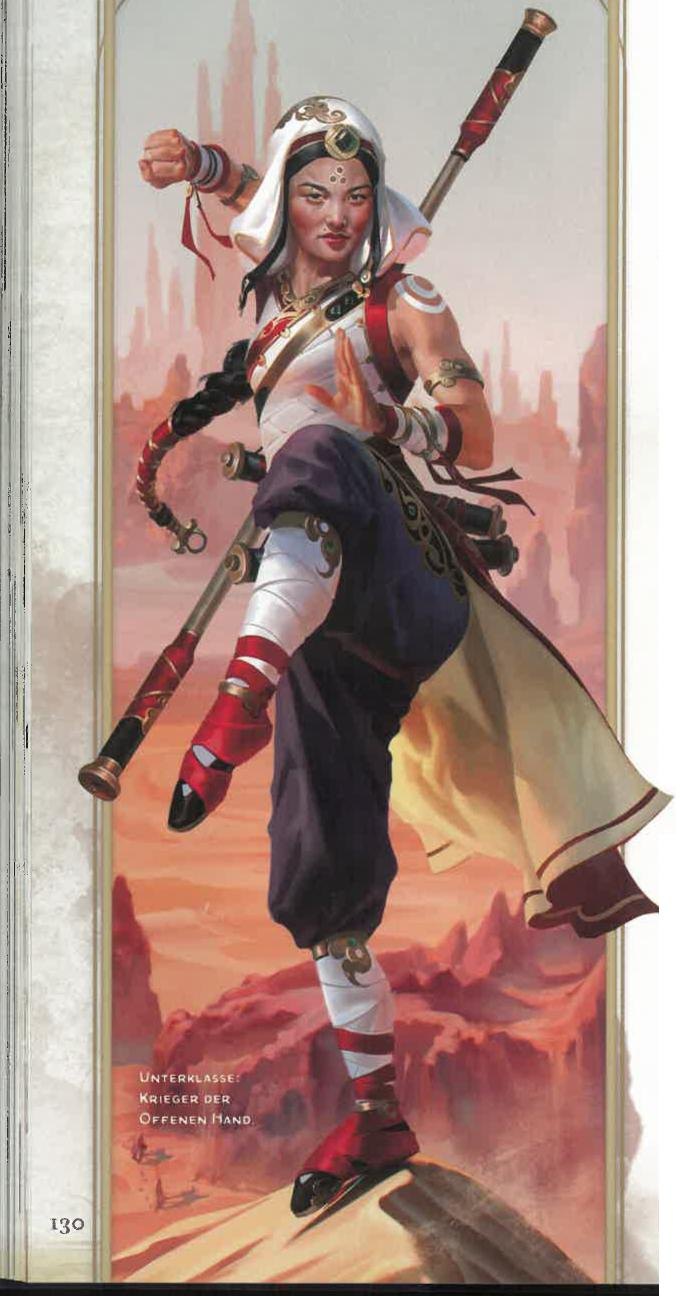 UNTERKLASSE:
KRIEGER DER
OFFENEN HAND.
130